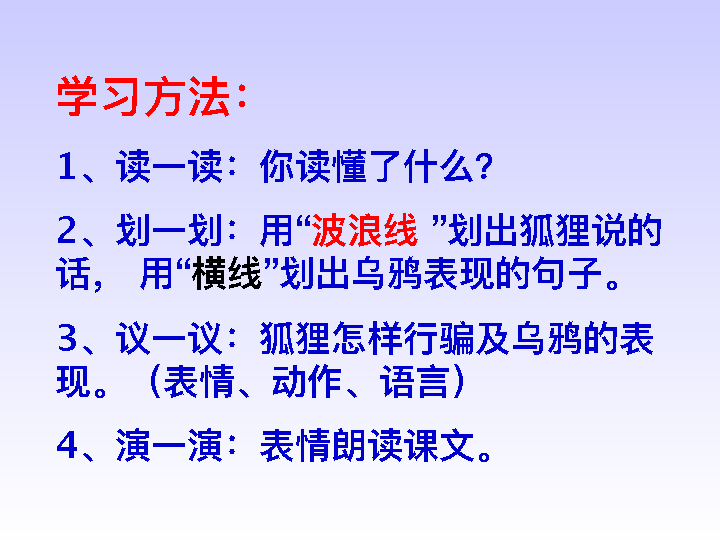 学习方法：
1、读一读：你读懂了什么？
2、划一划：用“波浪线 ”划出狐狸说的
话， 用“横线”划出乌鸦表现的句子。
3、议一议：狐狸怎样行骗及乌鸦的表
现。（表情、动作、语言）
4、演一演：表情朗读课文。